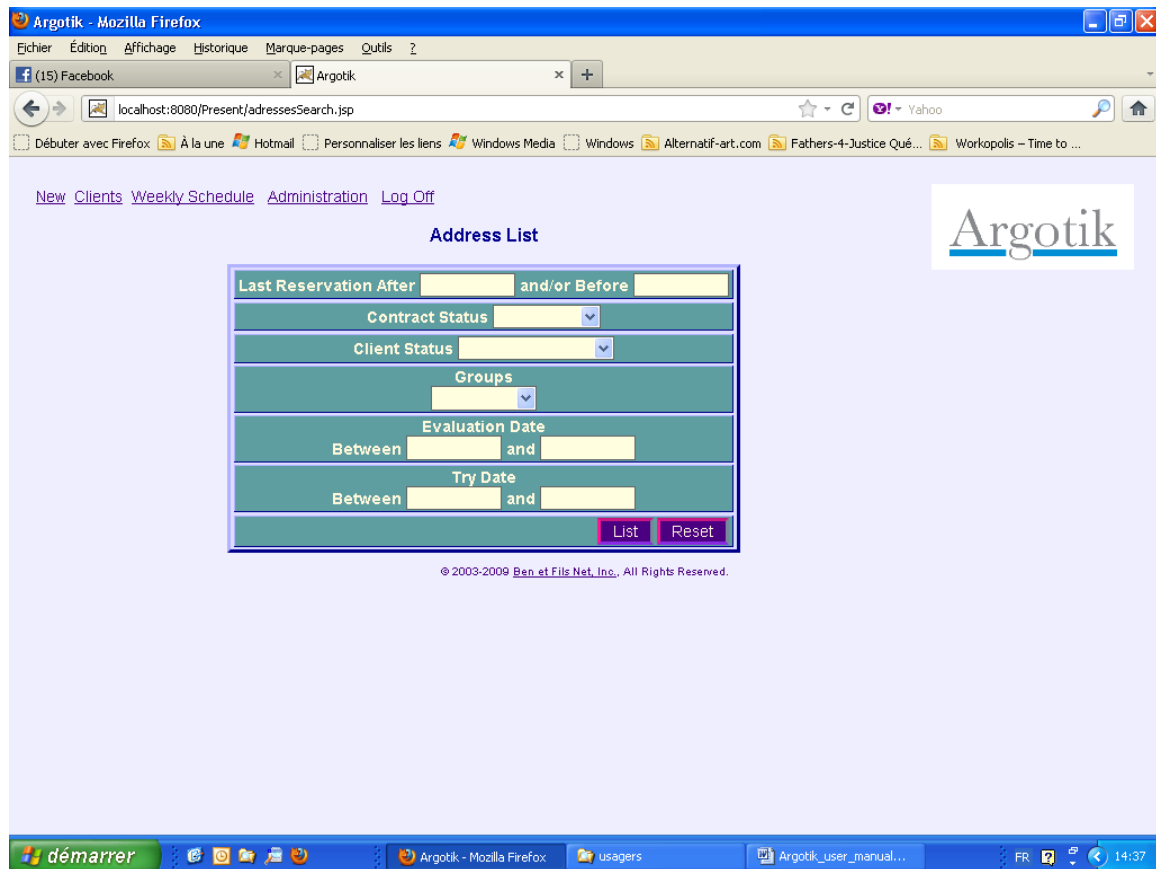 Argotik - Mozilla Firefox
Fichier Édition Affichage Historique Marque-pages Outils ?
(15) Facebook × Argotik × +
localhost:8080/Present/adressesSearch.jsp Yahoo
Débuter avec Firefox À la une Hotmail Personnaliser les liens Windows Media Windows Alternatif-art.com Fathers-4-Justice Qué... Workopolis – Time to ...
New Clients Weekly Schedule Administration Log Off
Argotik
Address List
Last Reservation After and/or Before
Contract Status
Client Status
Groups
Evaluation Date
Between and
Try Date
Between and
List Reset
© 2003-2009 Ben et Fils Net, Inc., All Rights Reserved.
démarrer Argotik - Mozilla Firefox usagers Argotik_user_manual... FR 14:37